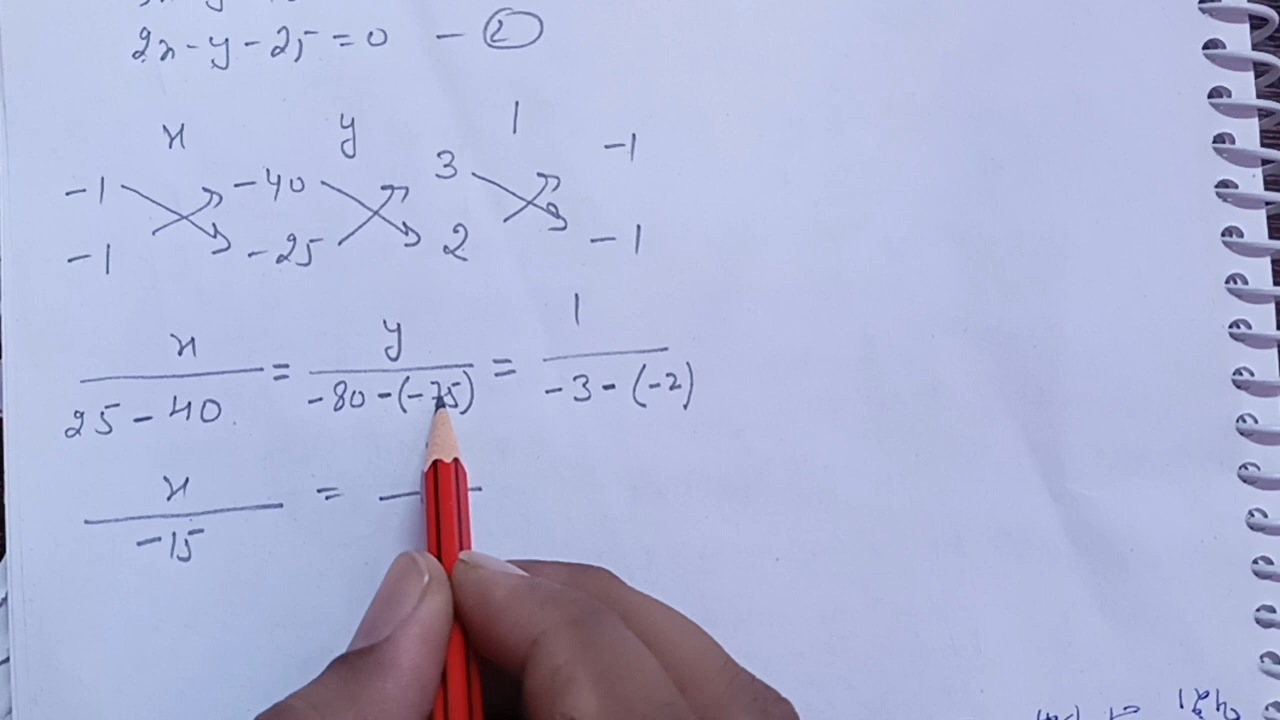 2x - y - 25 = 0 - 2
x y 1
-1 -40 3 -1
-1 -25 2 -1
x / 25 - 40 = y / -80 - (-75) = 1 / -3 - (-2)
x / -15 =